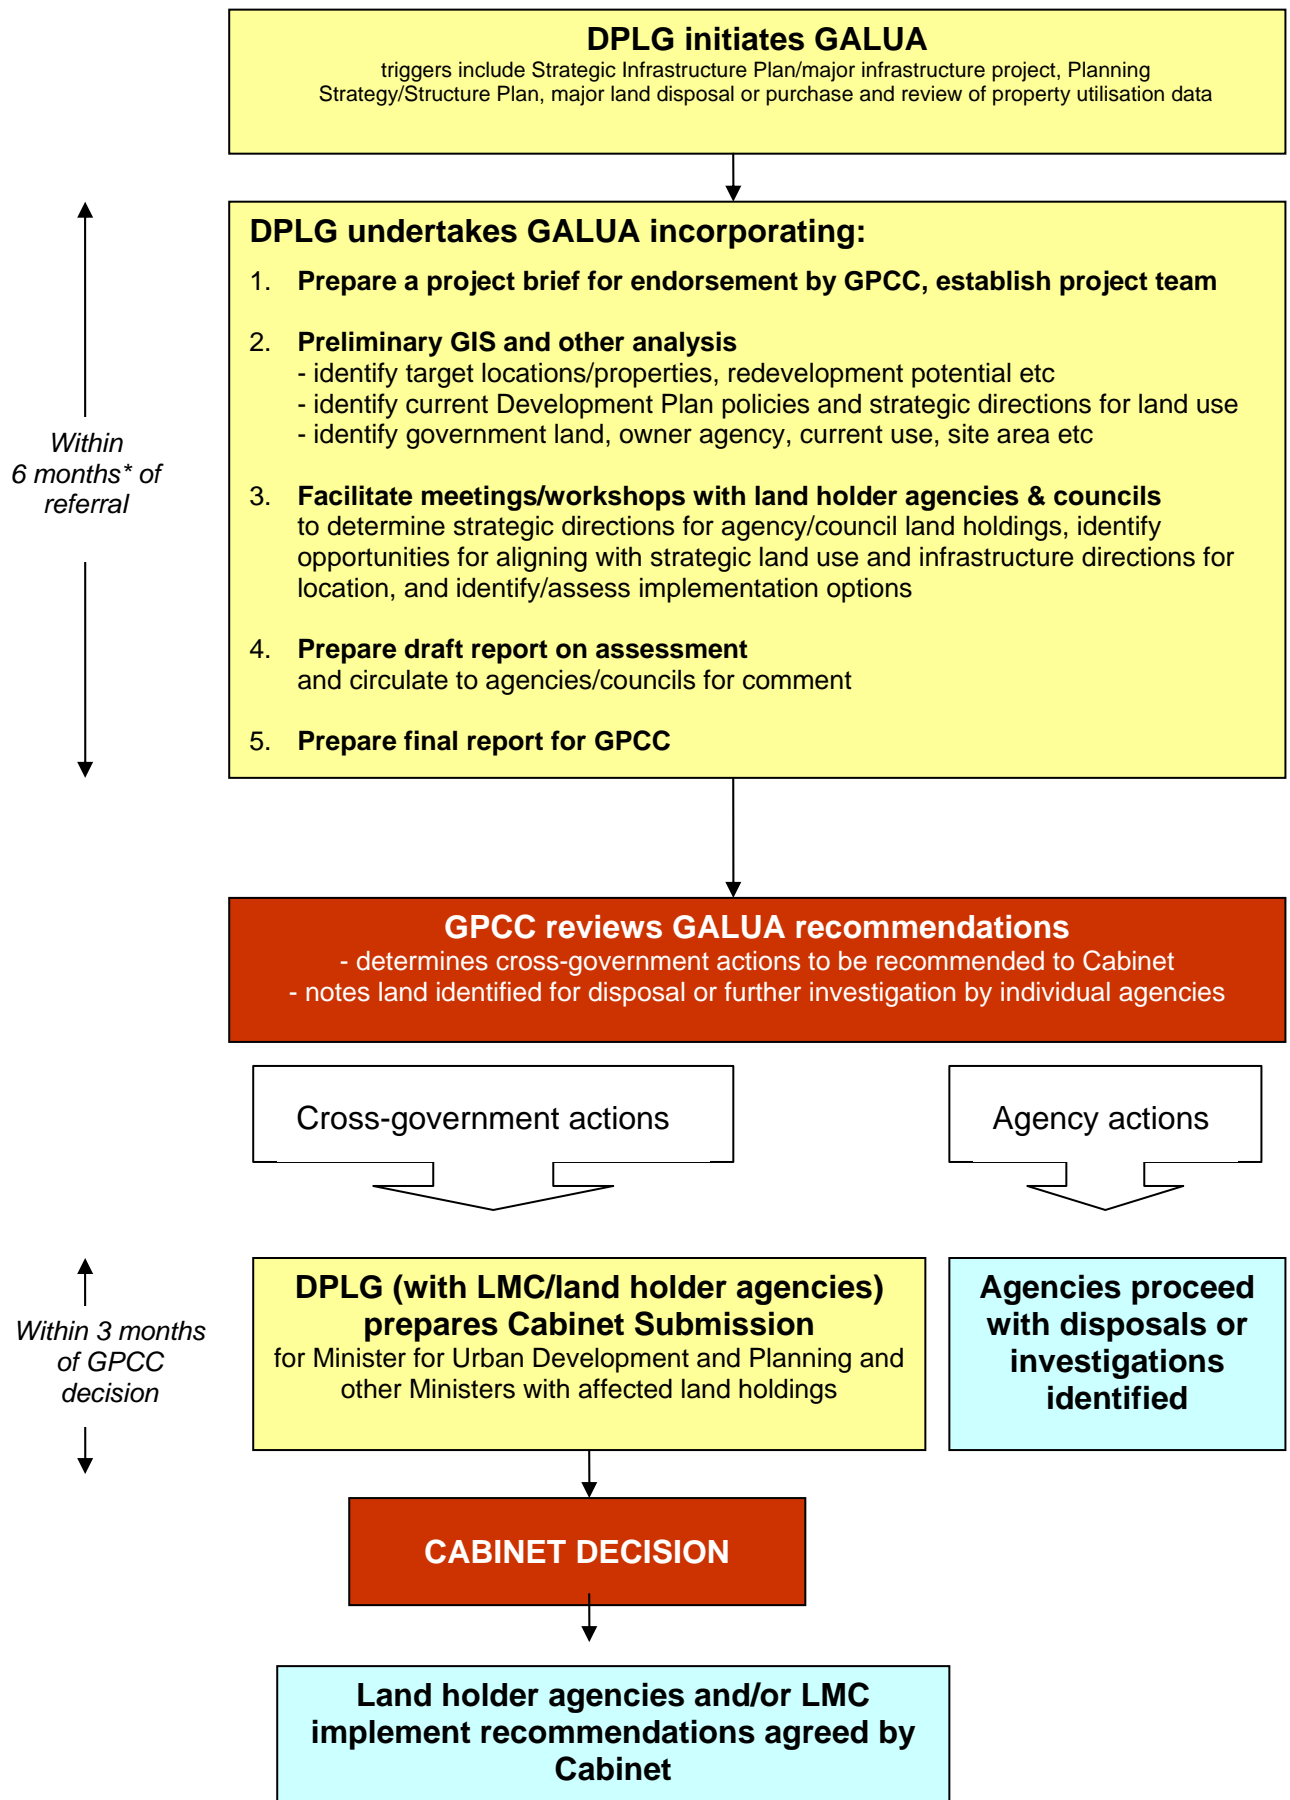 DPLG initiates GALUA
triggers include Strategic Infrastructure Plan/major infrastructure project, Planning
Strategy/Structure Plan, major land disposal or purchase and review of property utilisation data
DPLG undertakes GALUA incorporating:
1. Prepare a project brief for endorsement by GPCC, establish project team
2. Preliminary GIS and other analysis
- identify target locations/properties, redevelopment potential etc
- identify current Development Plan policies and strategic directions for land use
- identify government land, owner agency, current use, site area etc
Within
6 months* of
referral
3. Facilitate meetings/workshops with land holder agencies & councils
to determine strategic directions for agency/council land holdings, identify
opportunities for aligning with strategic land use and infrastructure directions for
location, and identify/assess implementation options
4. Prepare draft report on assessment
and circulate to agencies/councils for comment
5. Prepare final report for GPCC
GPCC reviews GALUA recommendations
- determines cross-government actions to be recommended to Cabinet
- notes land identified for disposal or further investigation by individual agencies
Cross-government actions
Agency actions
Within 3 months
of GPCC
decision
DPLG (with LMC/land holder agencies)
prepares Cabinet Submission
for Minister for Urban Development and Planning and
other Ministers with affected land holdings
Agencies proceed
with disposals or
investigations
identified
CABINET DECISION
Land holder agencies and/or LMC
implement recommendations agreed by
Cabinet